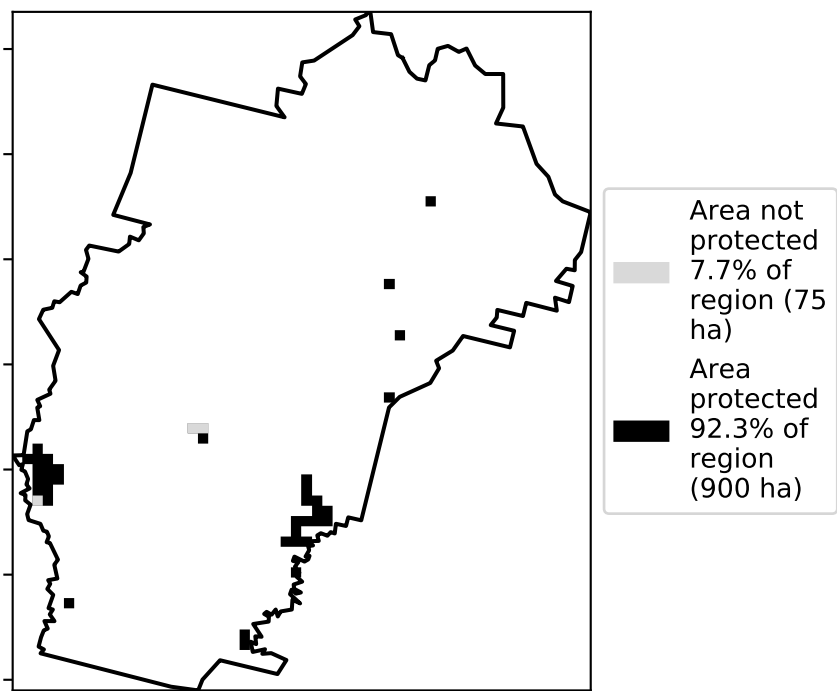 Area not
protected
7.7% of
region (75
ha)
Area
protected
92.3% of
region
(900 ha)